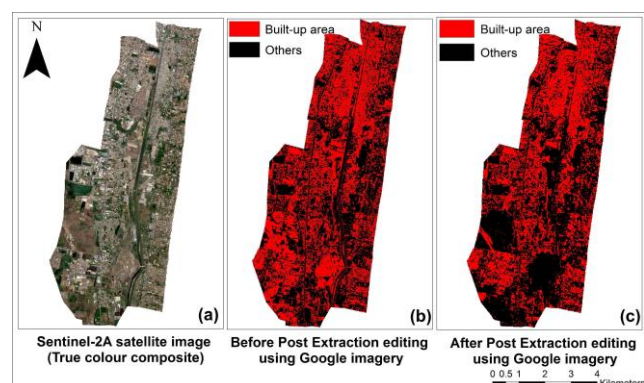 N
Built-up area
Others
Built-up area
Others
(a)
(b)
(c)
Sentinel-2A satellite image
(True colour composite)
Before Post Extraction editing
using Google imagery
After Post Extraction editing
using Google imagery
0 0.5 1 2 3 4
Kilometers